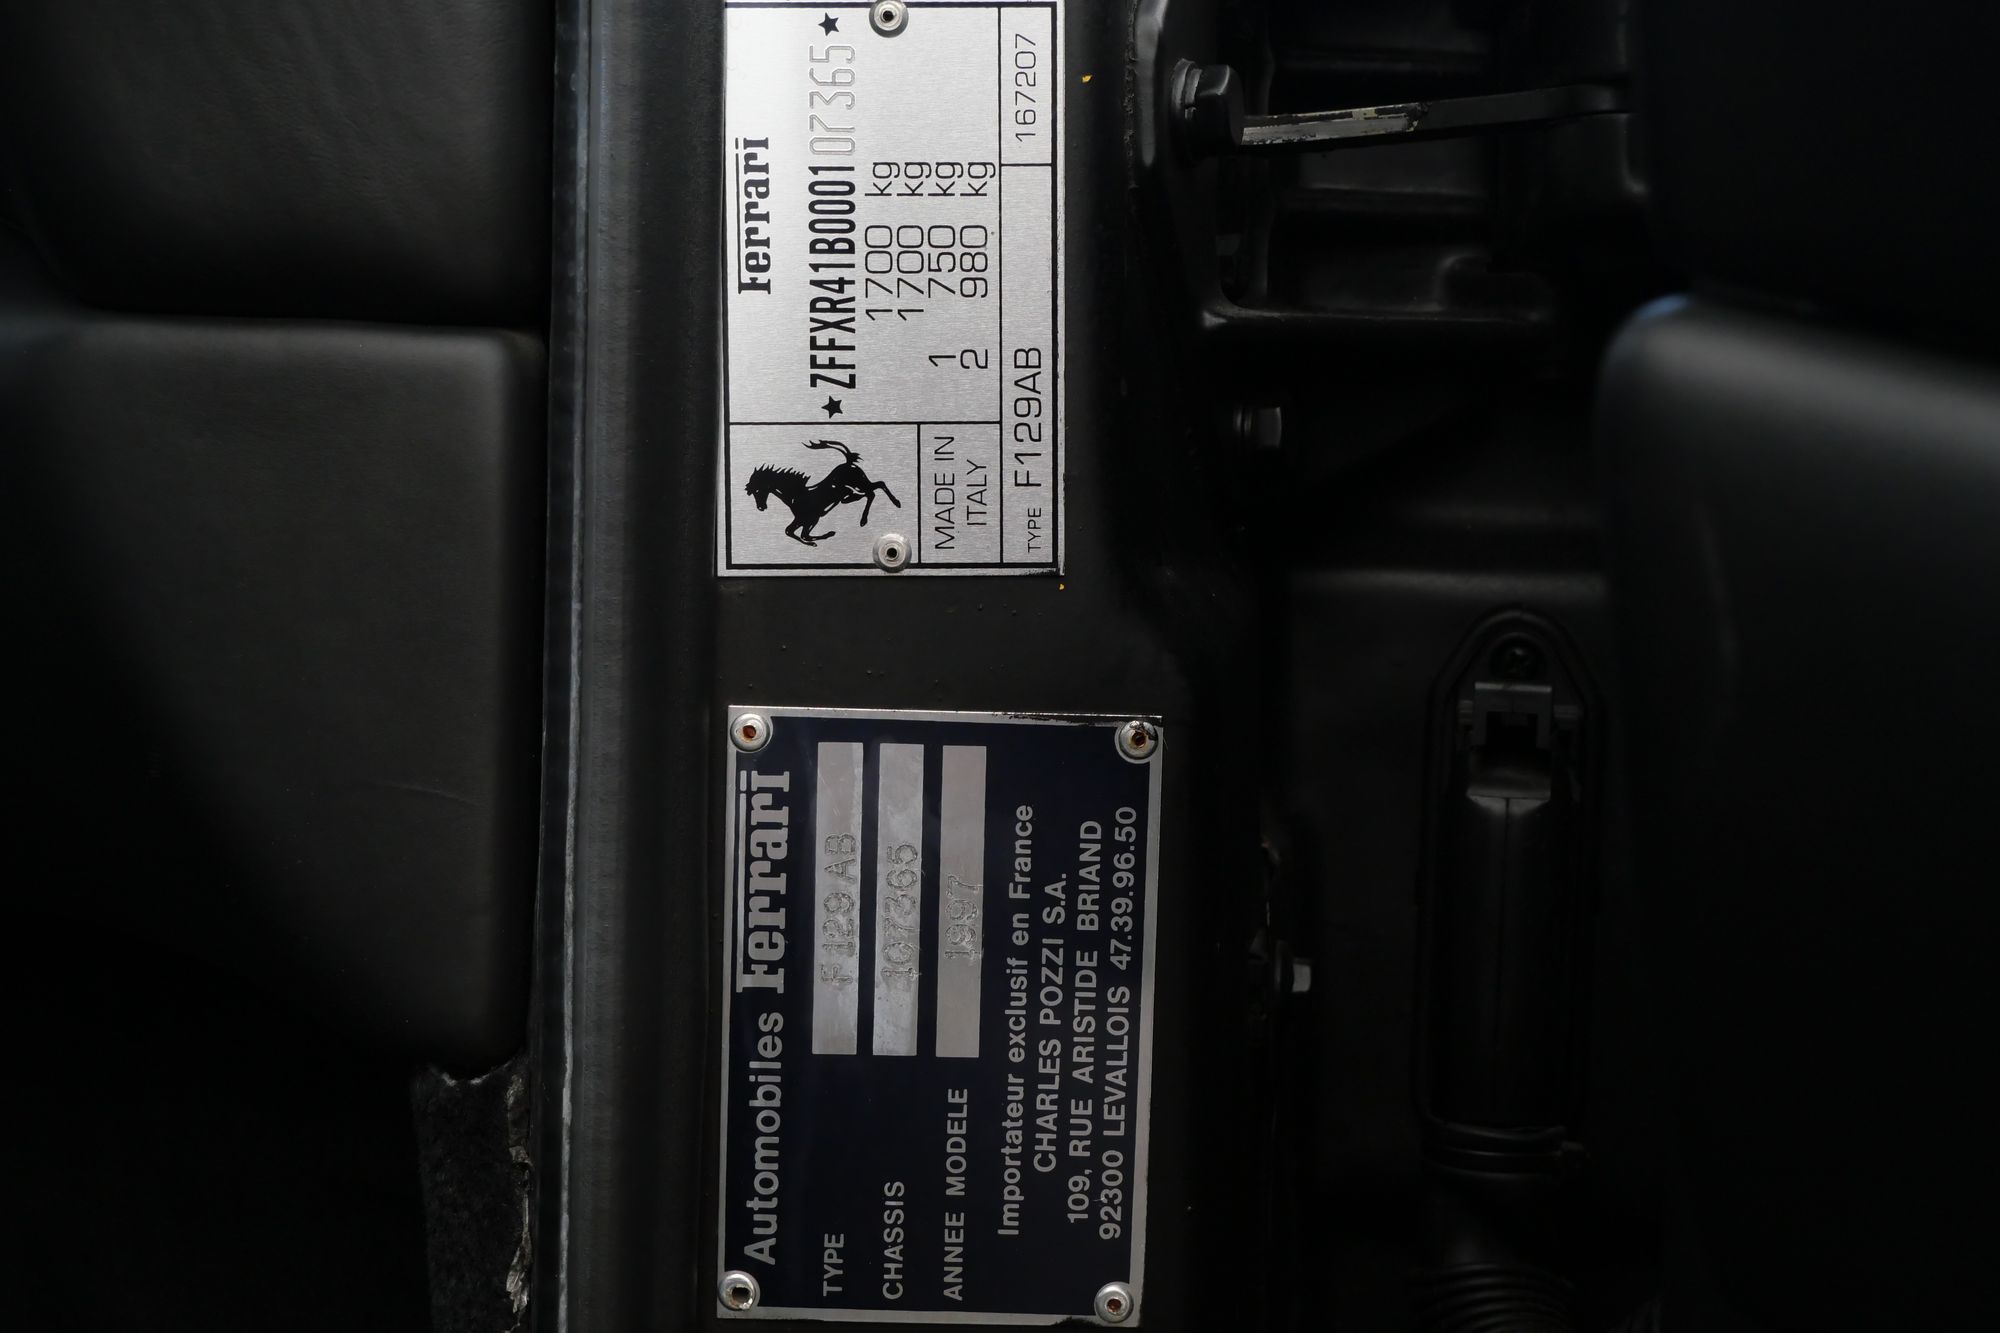 Ferrari
★ ZFFXR41B000107365 ★
1700 kg
1700 kg
1 750 kg
2 980 kg
MADE IN
ITALY
TYPE F129AB 167207
Automobiles Ferrari
TYPE F129AB
CHASSIS 107365
ANNEE MODELE 1997
Importateur exclusif en France
CHARLES POZZI S.A.
109, RUE ARISTIDE BRIAND
92300 LEVALLOIS 47.39.96.50